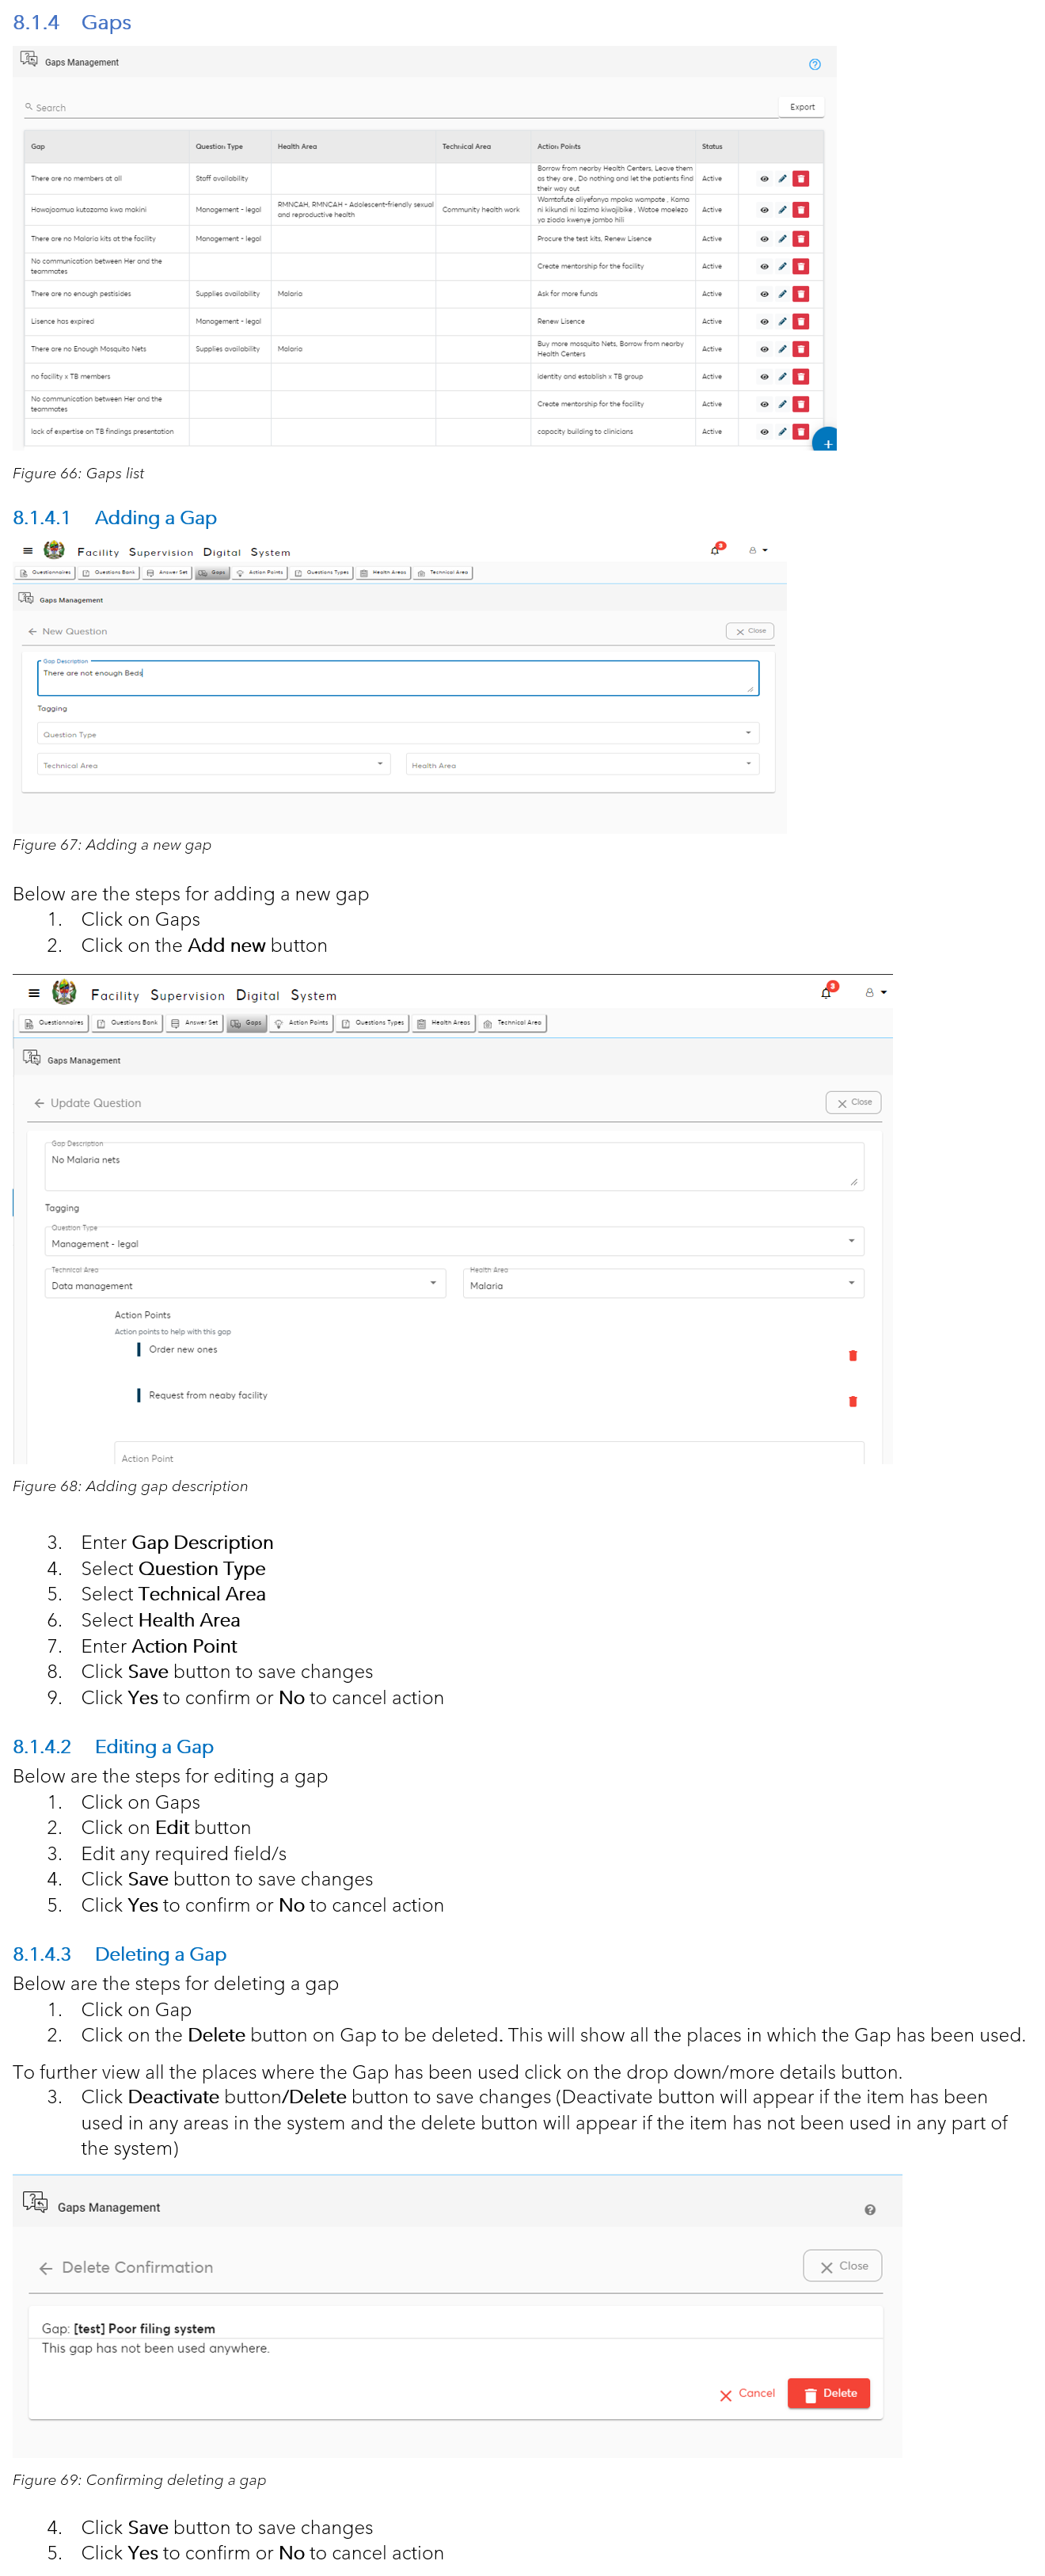 8.1.4 Gaps
Gaps Management
Search
Export
Gap Question Type Health Area Technical Area Action Points Status
There are no members at all Staff availability Borrow from nearby Health Centers, Leave them as they are , Do nothing and let the patients find their way out Active
Hawajaamua kutazama kwa makini Management - legal RMNCAH, RMNCAH - Adolescent-friendly sexual and reproductive health Community health work Wamtafute aliyefanya mpaka wampate , Kama ni kikundi ni lazima kiwajibike , Watoe maelezo ya ziada kwenye jambo hili Active
There are no Malaria kits at the facility Management - legal Procure the test kits, Renew Lisence Active
No communication between Her and the teammates Create mentorship for the facility Active
There are no enough pestisides Supplies availability Malaria Ask for more funds Active
Lisence has expired Management - legal Renew Lisence Active
There are no Enough Mosquito Nets Supplies availability Malaria Buy more mosquito Nets, Borrow from nearby Health Centers Active
no facility x TB members identity and establish x TB group Active
No communication between Her and the teammates Create mentorship for the facility Active
lack of expertise on TB findings presentation capacity building to clinicians Active
Figure 66: Gaps list
8.1.4.1 Adding a Gap
Facility Supervision Digital System
3
Questionnaires Questions Bank Answer Set Gaps Action Points Questions Types Health Areas Technical Area
Gaps Management
New Question
Close
Gap Description
There are not enough Beds
Tagging
Question Type
Technical Area Health Area
Figure 67: Adding a new gap
Below are the steps for adding a new gap
1. Click on Gaps
2. Click on the Add new button
Facility Supervision Digital System
3
Questionnaires Questions Bank Answer Set Gaps Action Points Questions Types Health Areas Technical Area
Gaps Management
Update Question
Close
Gap Description
No Malaria nets
Tagging
Question Type
Management - legal
Technical Area Health Area
Data management Malaria
Action Points
Action points to help with this gap
Order new ones
Request from neaby facility
Action Point
Figure 68: Adding gap description
3. Enter Gap Description
4. Select Question Type
5. Select Technical Area
6. Select Health Area
7. Enter Action Point
8. Click Save button to save changes
9. Click Yes to confirm or No to cancel action
8.1.4.2 Editing a Gap
Below are the steps for editing a gap
1. Click on Gaps
2. Click on Edit button
3. Edit any required field/s
4. Click Save button to save changes
5. Click Yes to confirm or No to cancel action
8.1.4.3 Deleting a Gap
Below are the steps for deleting a gap
1. Click on Gap
2. Click on the Delete button on Gap to be deleted. This will show all the places in which the Gap has been used.
To further view all the places where the Gap has been used click on the drop down/more details button.
3. Click Deactivate button/Delete button to save changes (Deactivate button will appear if the item has been
used in any areas in the system and the delete button will appear if the item has not been used in any part of
the system)
Gaps Management
Delete Confirmation
Close
Gap: [test] Poor filing system
This gap has not been used anywhere.
Cancel Delete
Figure 69: Confirming deleting a gap
4. Click Save button to save changes
5. Click Yes to confirm or No to cancel action